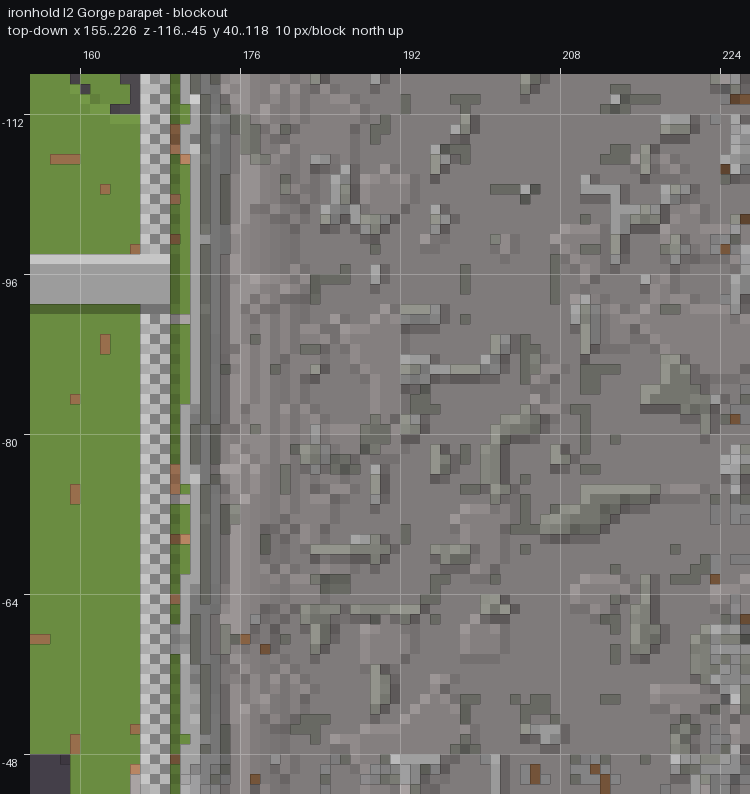 ironhold I2 Gorge parapet - blockout
top-down  x 155..226  z -116..-45  y 40..118  10 px/block  north up
160 176 192 208 224
-112
-96
-80
-64
-48